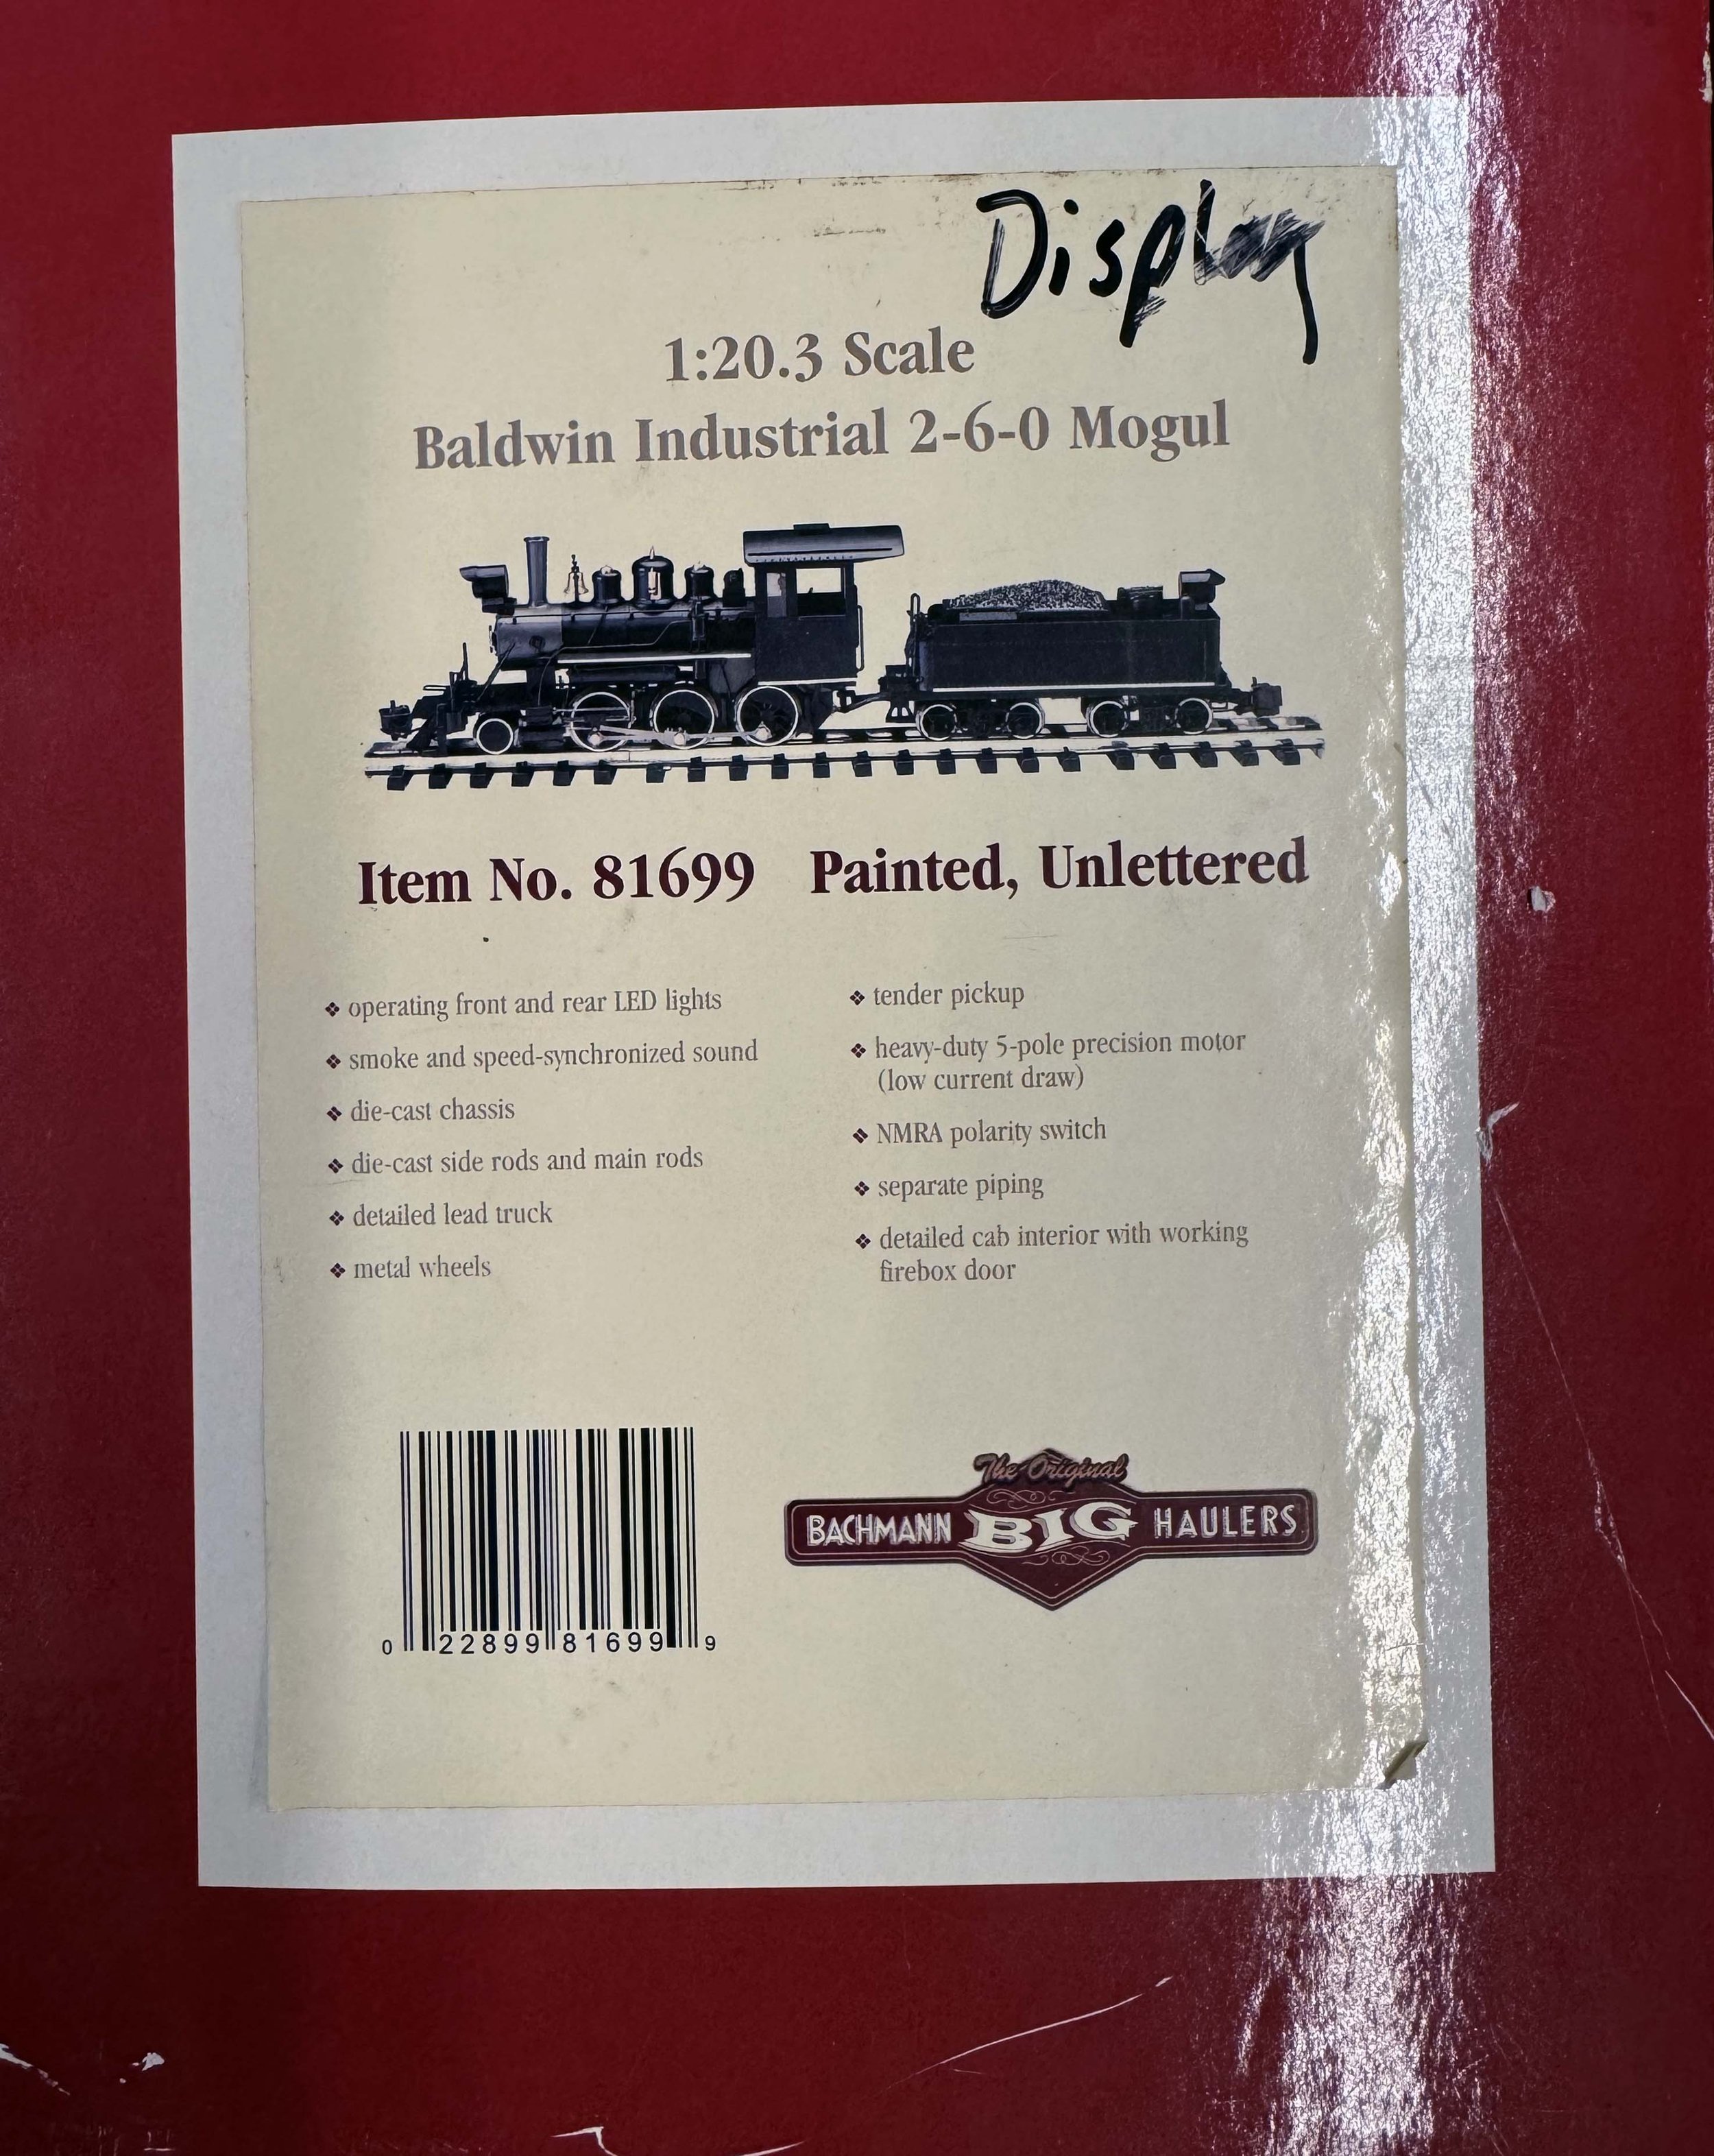 Display
1:20.3 Scale
Baldwin Industrial 2-6-0 Mogul
Item No. 81699 Painted, Unlettered
❖ operating front and rear LED lights
❖ smoke and speed-synchronized sound
❖ die-cast chassis
❖ die-cast side rods and main rods
❖ detailed lead truck
❖ metal wheels
❖ tender pickup
❖ heavy-duty 5-pole precision motor
(low current draw)
❖ NMRA polarity switch
❖ separate piping
❖ detailed cab interior with working
firebox door
0 22899 81699 9
The Original
BACHMANN BIG HAULERS